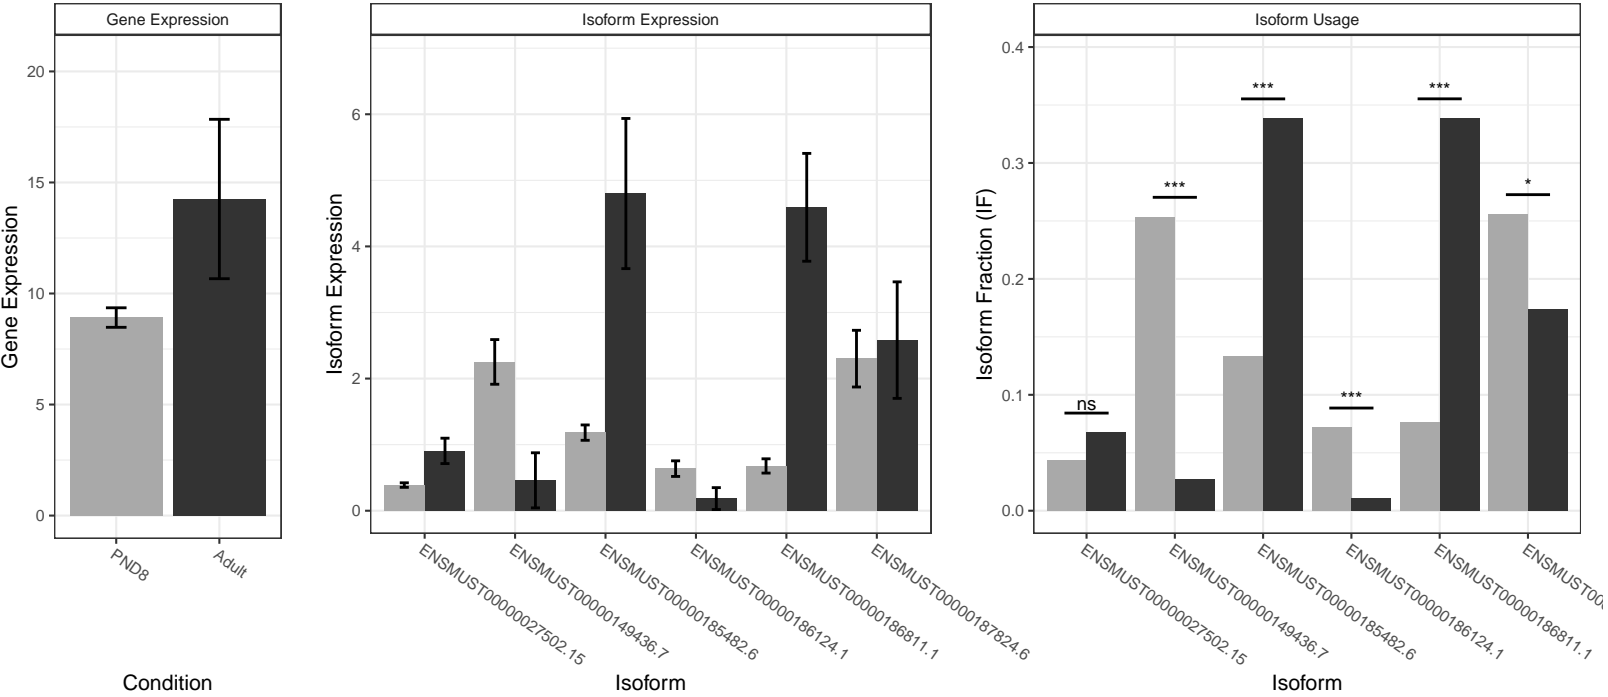 Gene Expression
Gene Expression
20
15
10
5
0
PND8
Adult
Condition
Isoform Expression
Isoform Expression
6
4
2
0
ENSMUST00000027502.15
ENSMUST00000149436.7
ENSMUST00000185482.6
ENSMUST00000186124.1
ENSMUST00000186811.1
ENSMUST00000187824.6
Isoform
Isoform Usage
Isoform Fraction (IF)
0.4
0.3
0.2
0.1
0.0
ns
***
***
***
***
*
ENSMUST00000027502.15
ENSMUST00000149436.7
ENSMUST00000185482.6
ENSMUST00000186124.1
ENSMUST00000186811.1
Isoform